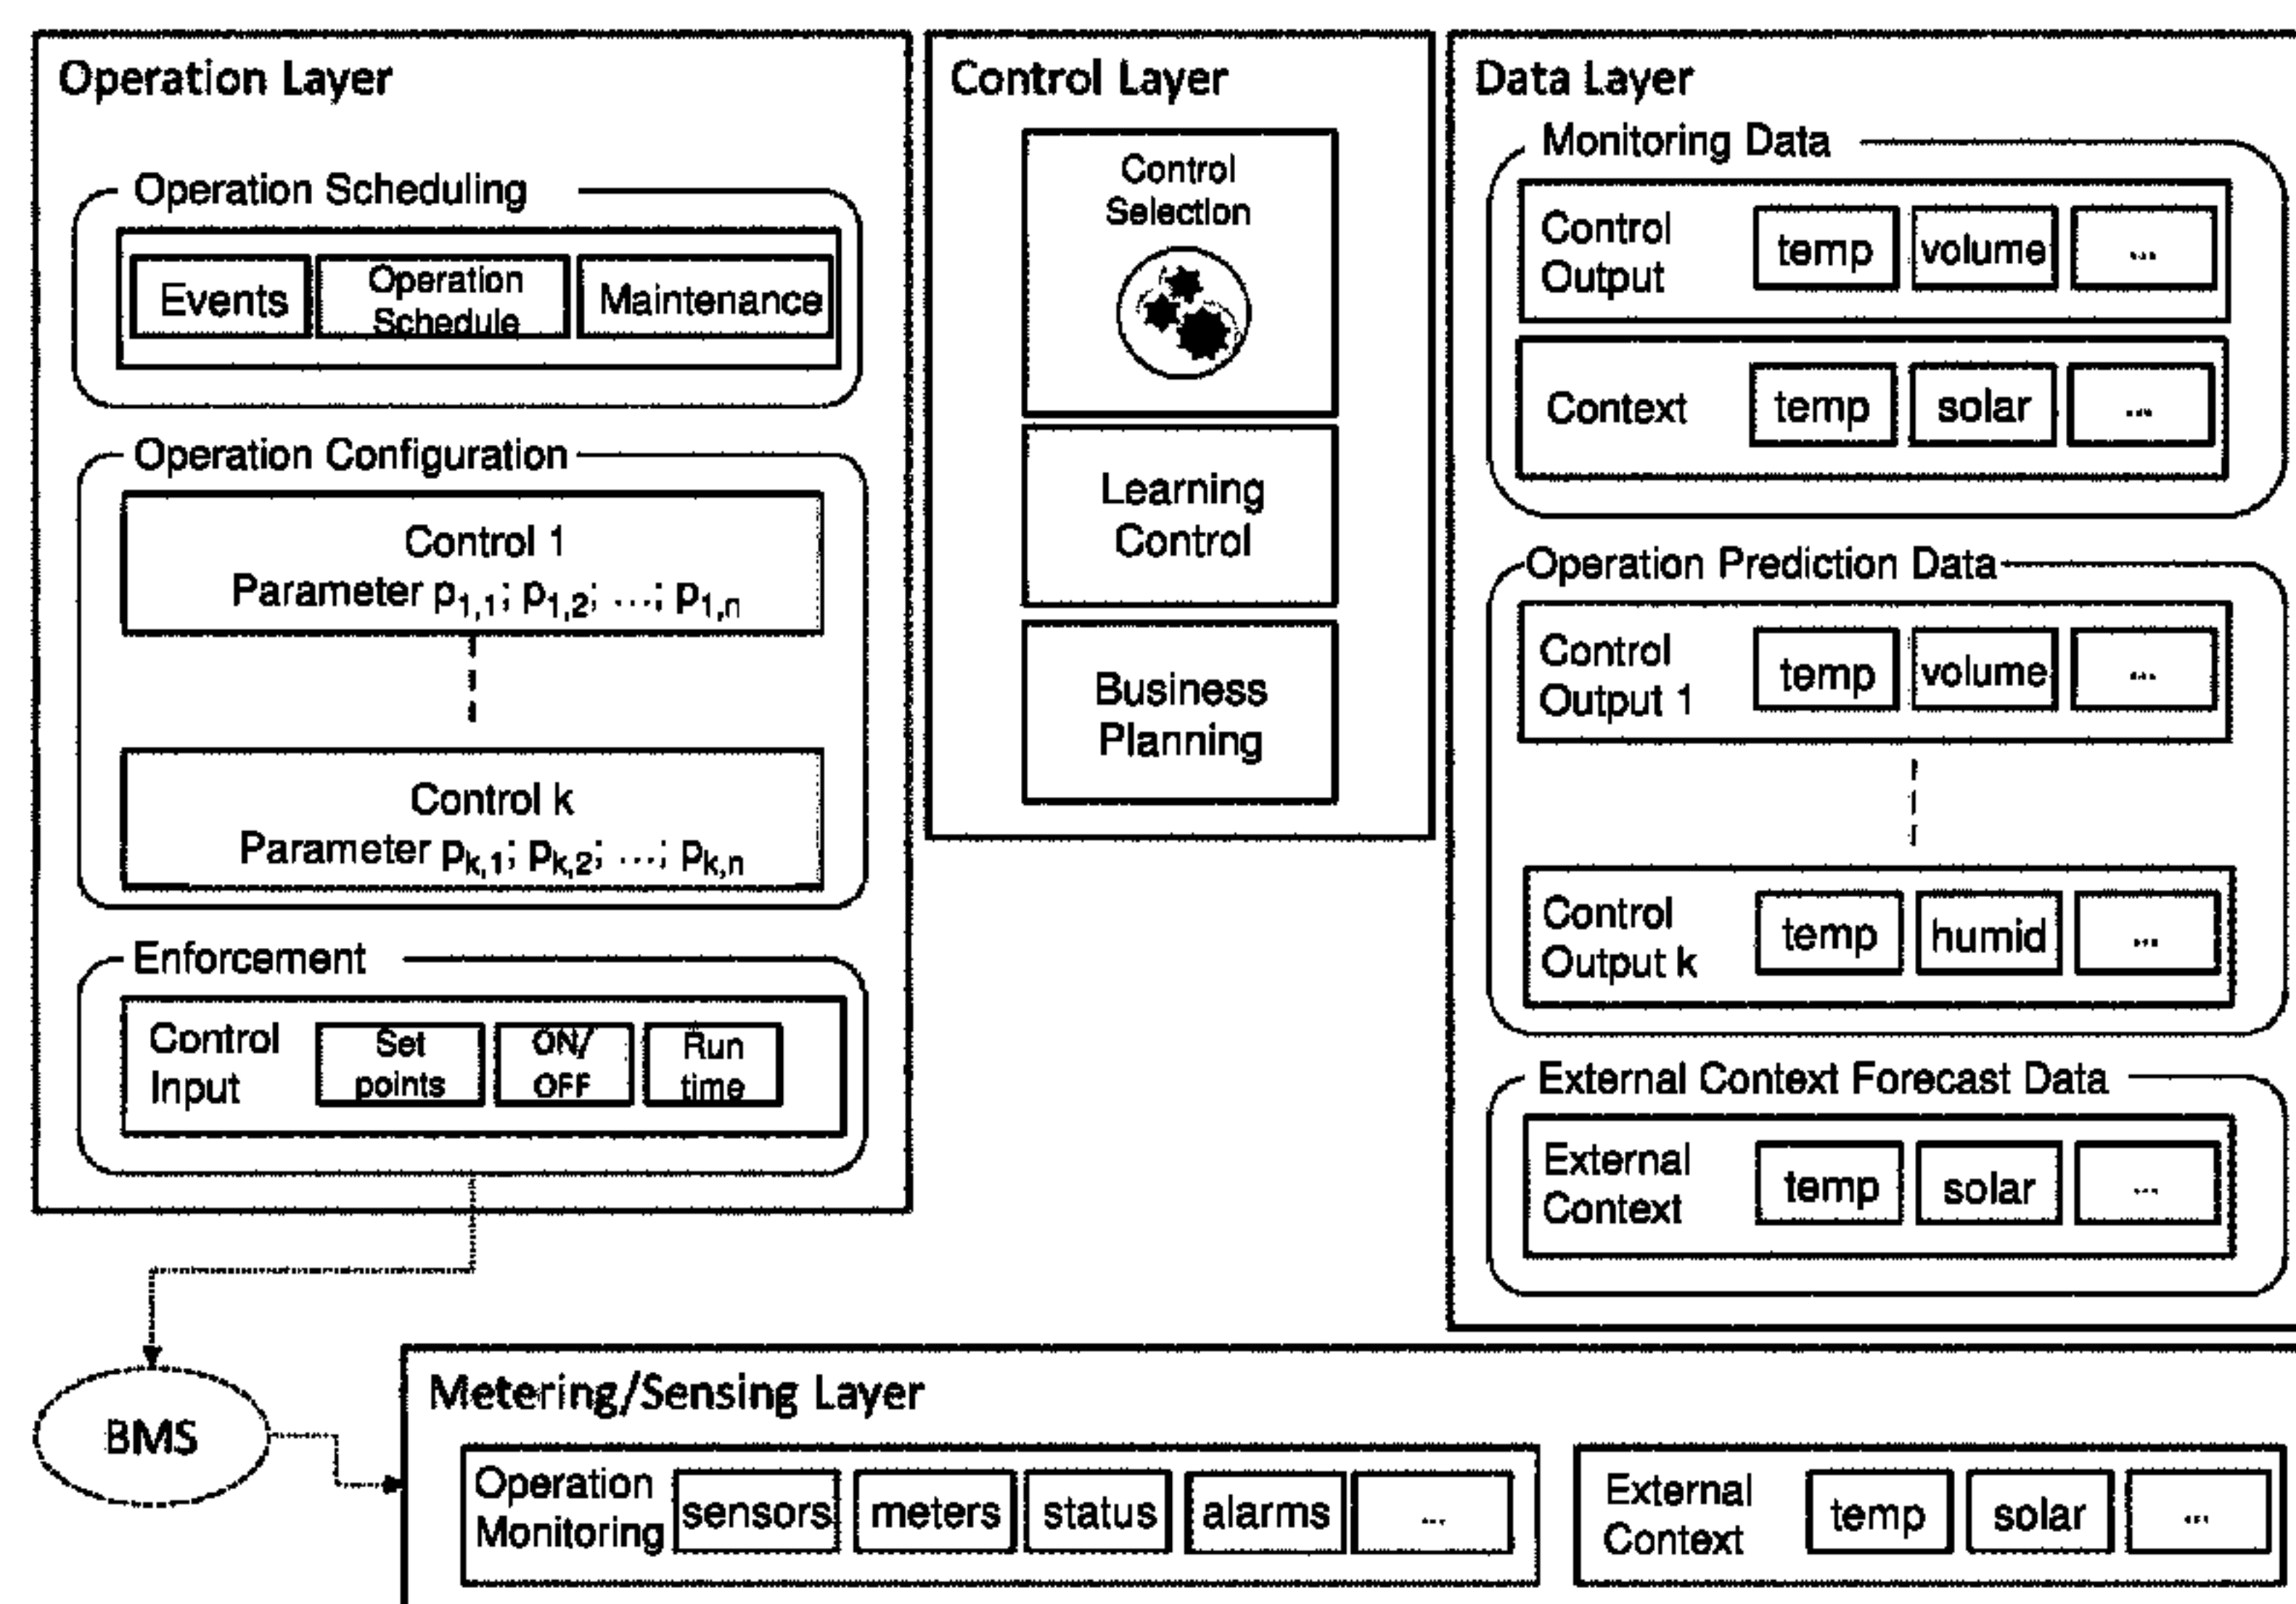 Operation Layer
Operation Scheduling
Events
Operation
Schedule
Maintenance
Operation Configuration
Control 1
Parameter p1,1; p1,2; ...; p1,n
Control k
Parameter pk,1; pk,2; ...; pk,n
Enforcement
Control
Input
Set
points
ON/
OFF
Run
time
Control Layer
Control
Selection
Learning
Control
Business
Planning
Data Layer
Monitoring Data
Control
Output
temp
volume
...
Context
temp
solar
...
Operation Prediction Data
Control
Output 1
temp
volume
...
Control
Output k
temp
humid
...
External Context Forecast Data
External
Context
temp
solar
...
BMS
Metering/Sensing Layer
Operation
Monitoring
sensors
meters
status
alarms
...
External
Context
temp
solar
...